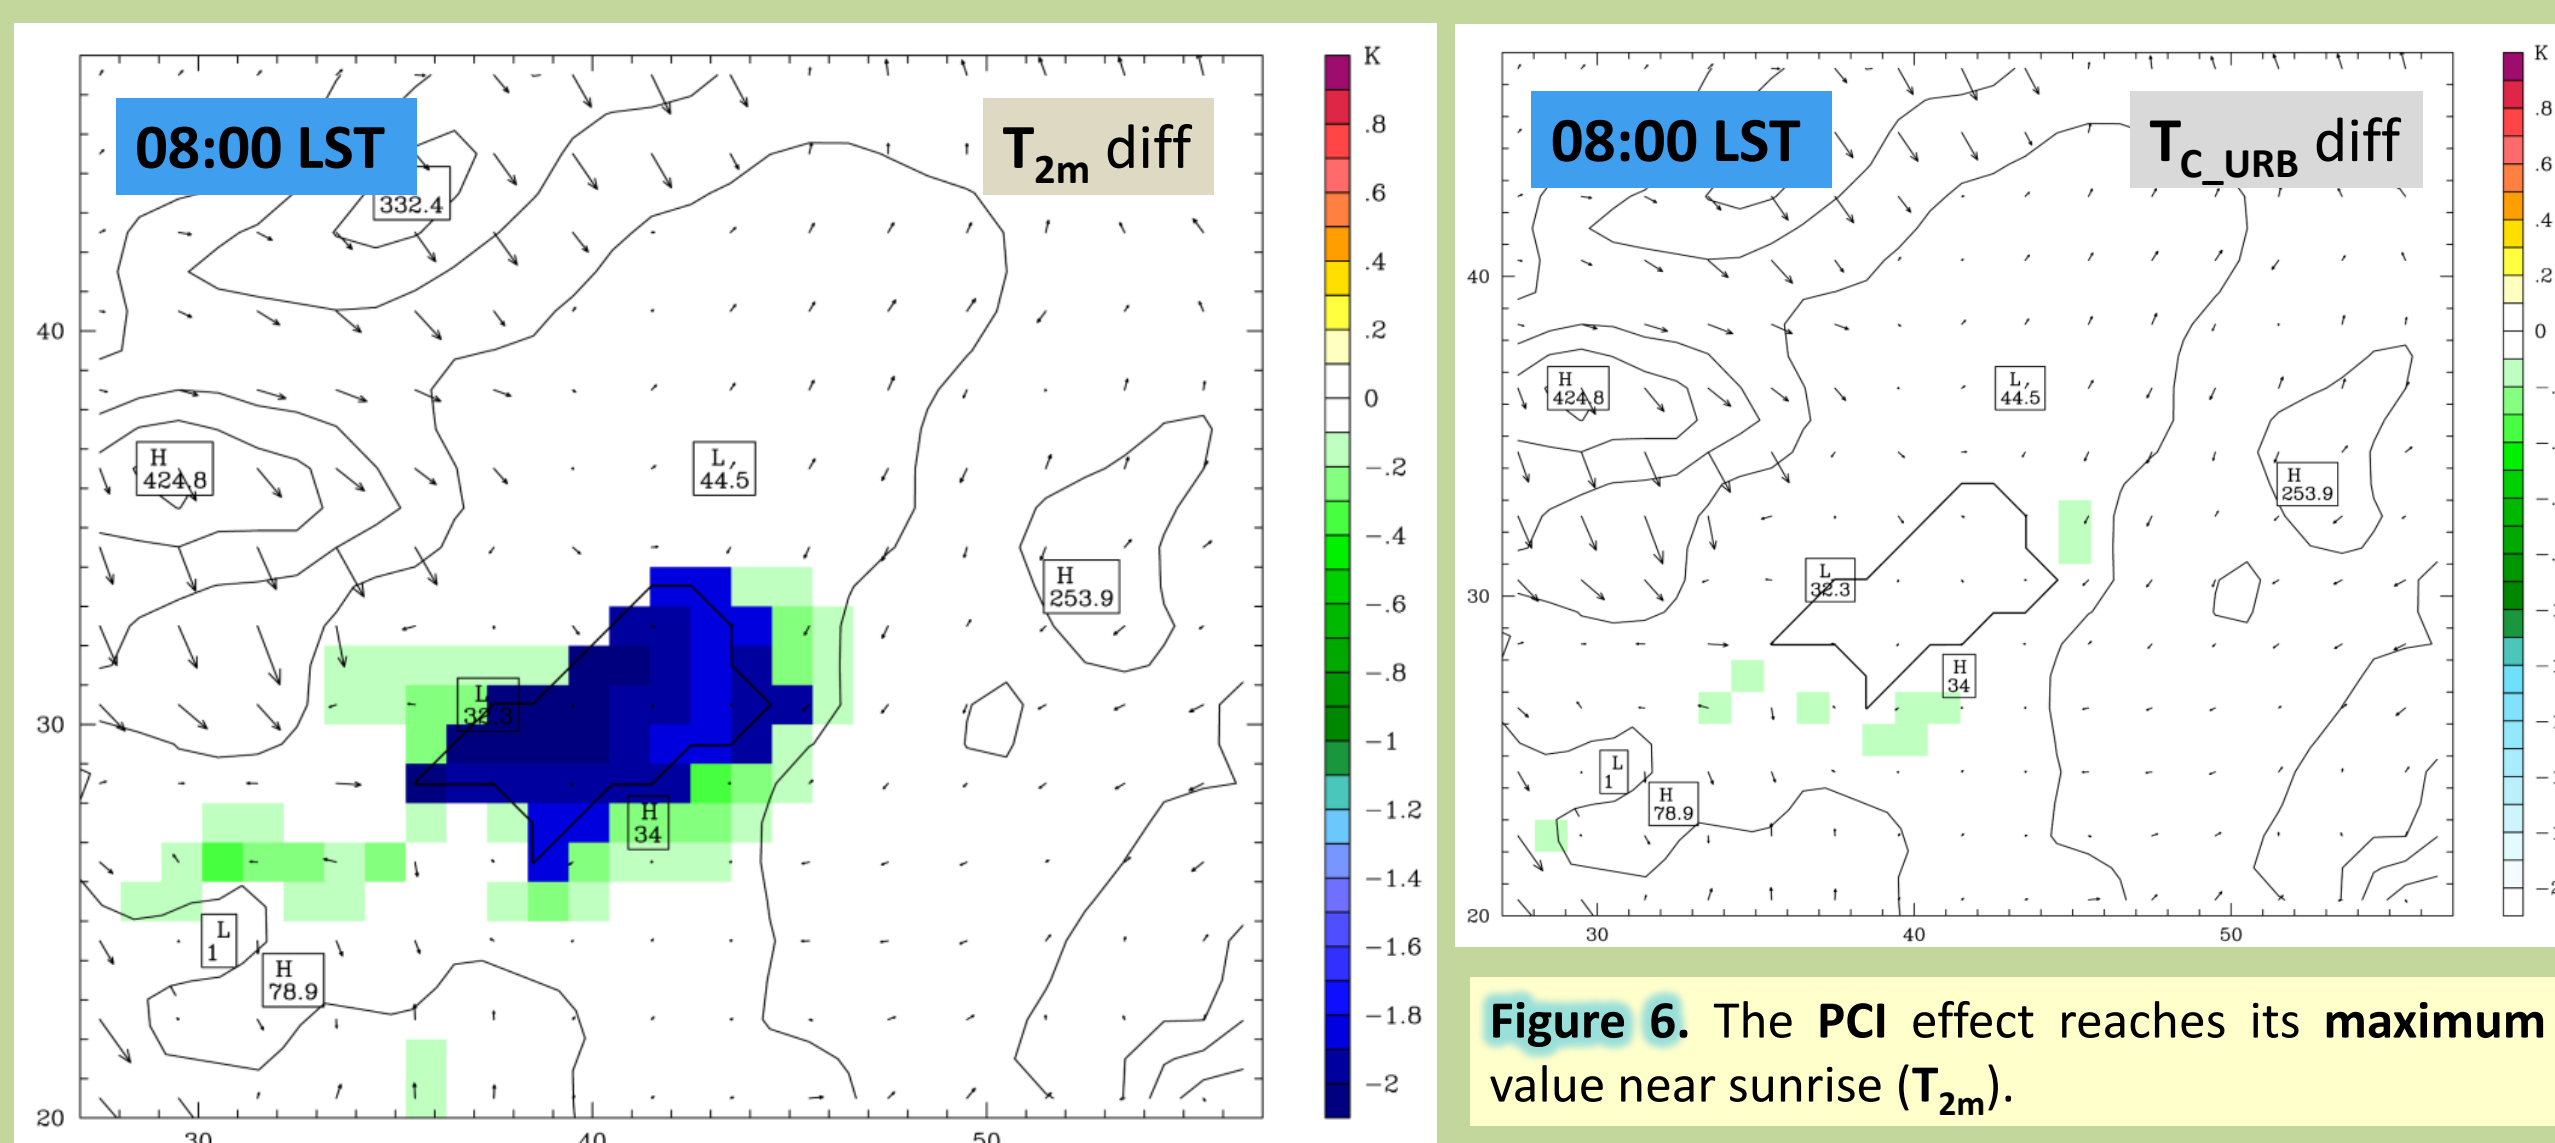 08:00 LST
T2m diff
332.4
H
424.8
L
44.5
H
253.9
L
32.3
H
34
L
1
H
78.9
40
30
20
30
40
50
K
.8
.6
.4
.2
0
−.2
−.4
−.6
−.8
−1
−1.2
−1.4
−1.6
−1.8
−2
08:00 LST
TC_URB diff
H
424.8
L
44.5
H
253.9
L
32.3
H
34
L
1
H
78.9
40
30
20
30
40
50
K
.8
.6
.4
.2
0
Figure 6. The PCI effect reaches its maximum
value near sunrise (T2m).